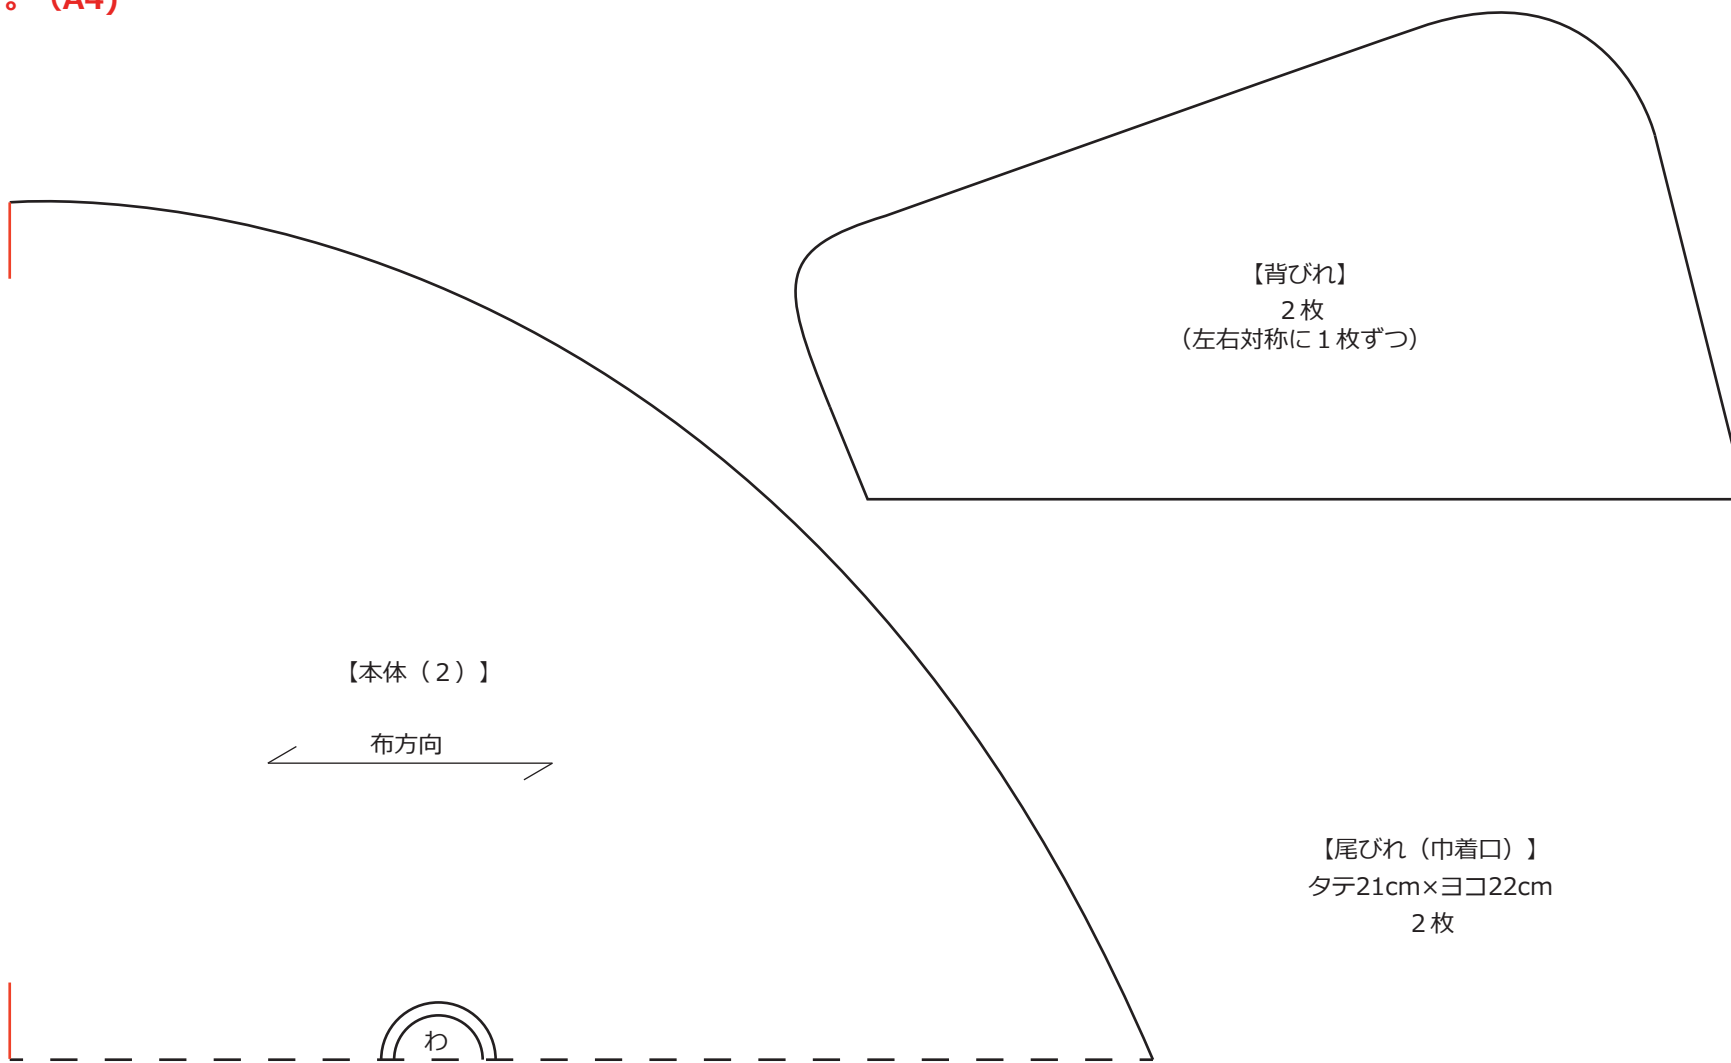 。（A4）
【背びれ】
２枚
（左右対称に１枚ずつ）
【本体（２）】
布方向
【尾びれ（巾着口）】
タテ21cm×ヨコ22cm
２枚
わ